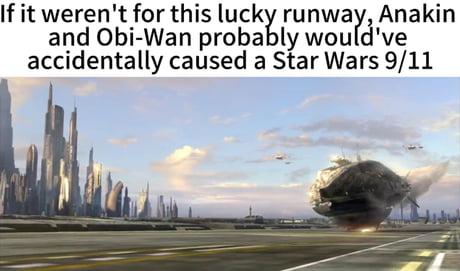 If it weren't for this lucky runway, Anakin
and Obi-Wan probably would've
accidentally caused a Star Wars 9/11